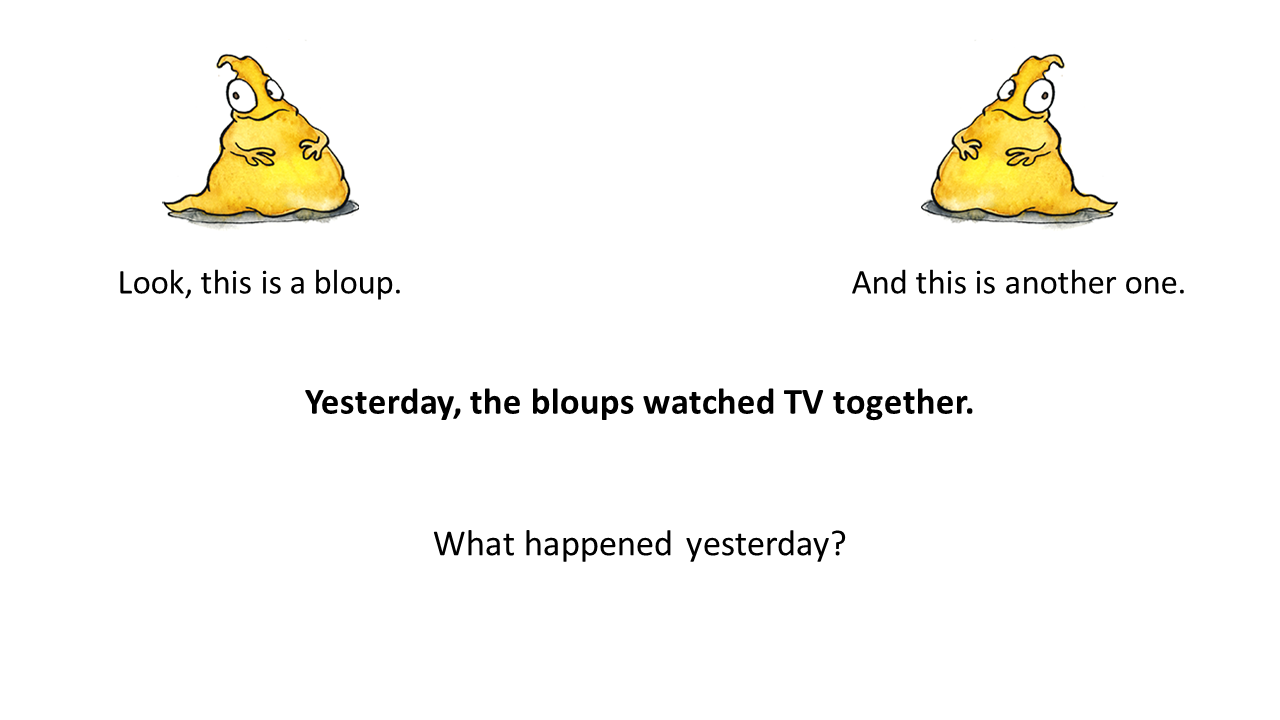 Look, this is a bloup.
And this is another one.
Yesterday, the bloups watched TV together.
What happened yesterday?